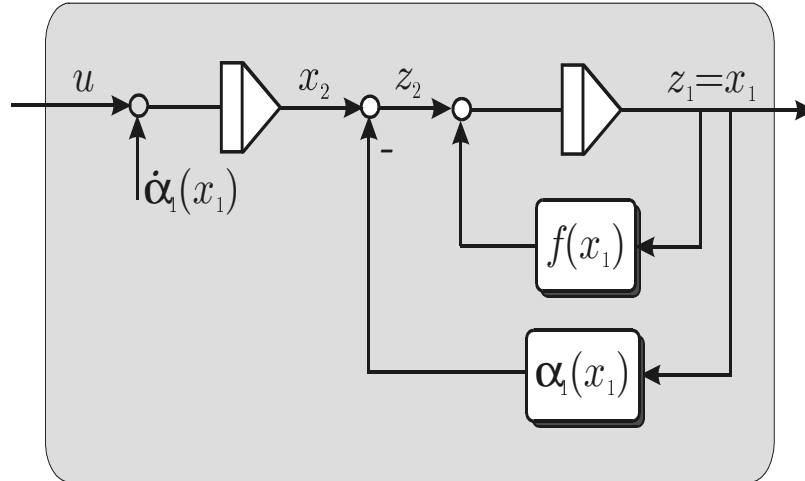 u
x₂
z₂
z₁=x₁
-
α̇₁(x₁)
f(x₁)
α₁(x₁)